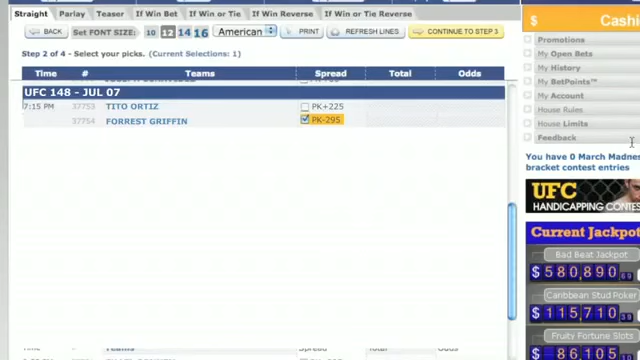 Straight Parlay Teaser If Win Bet If Win or Tie If Win Reverse If Win or Tie Reverse
BACK SET FONT SIZE: 10 12 14 16 American PRINT REFRESH LINES CONTINUE TO STEP 3
Step 2 of 4 - Select your picks. (Current Selections: 1)
Time # Teams Spread Total Odds
UFC 148 - JUL 07
7:15 PM 37753 TITO ORTIZ PK+225
37754 FORREST GRIFFIN PK-295
Time # Teams Spread Total Odds
$ Cashi
Promotions
My Open Bets
My History
My BetPoints™
My Account
House Rules
House Limits
Feedback
You have 0 March Madnes
bracket contest entries
UFC
HANDICAPPING CONTES
Current Jackpot
Bad Beat Jackpot
$580,890.69
Caribbean Stud Poker
$115,710
Fruity Fortune Slots
$86105